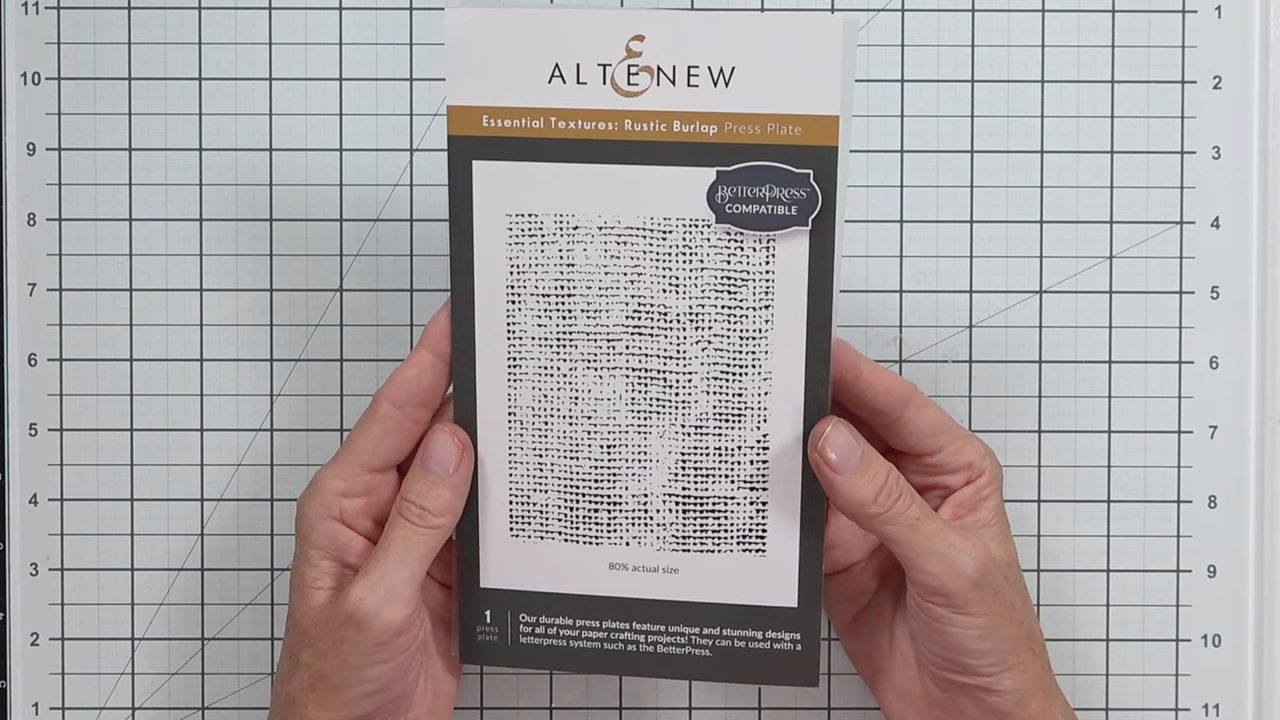 ALTENEW
Essential Textures: Rustic Burlap Press Plate
BETTERPRESS™
COMPATIBLE
80% actual size
1
press
plate
Our durable press plates feature unique and stunning designs
for all of your paper crafting projects! They can be used with a
letterpress system such as the BetterPress.
11
10
9
8
7
6
5
4
3
2
1
1
2
3
4
5
6
7
8
9
10
11